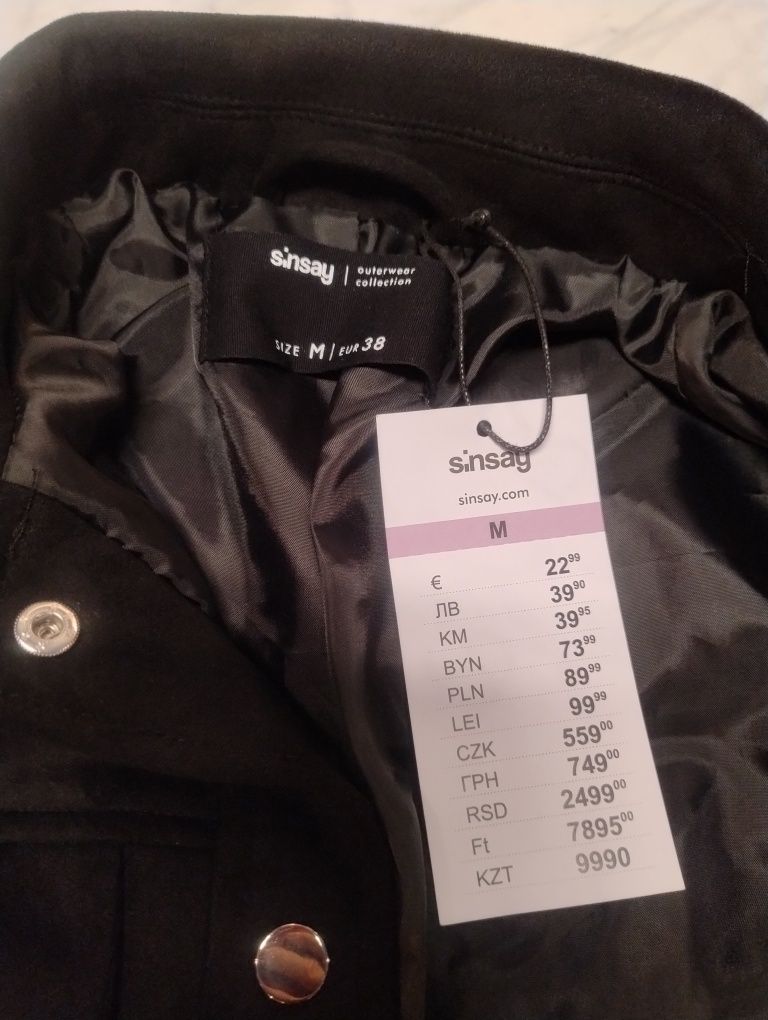 sinsay | outerwear
collection
SIZE M | EUR 38
sinsay
sinsay.com
M
€ 22⁹⁹
ЛВ 39⁹⁰
KM 39⁹⁵
BYN 73⁹⁹
PLN 89⁹⁹
LEI 99⁹⁹
CZK 559⁰⁰
ГРН 749⁰⁰
RSD 2499⁰⁰
Ft 7895⁰⁰
KZT 9990